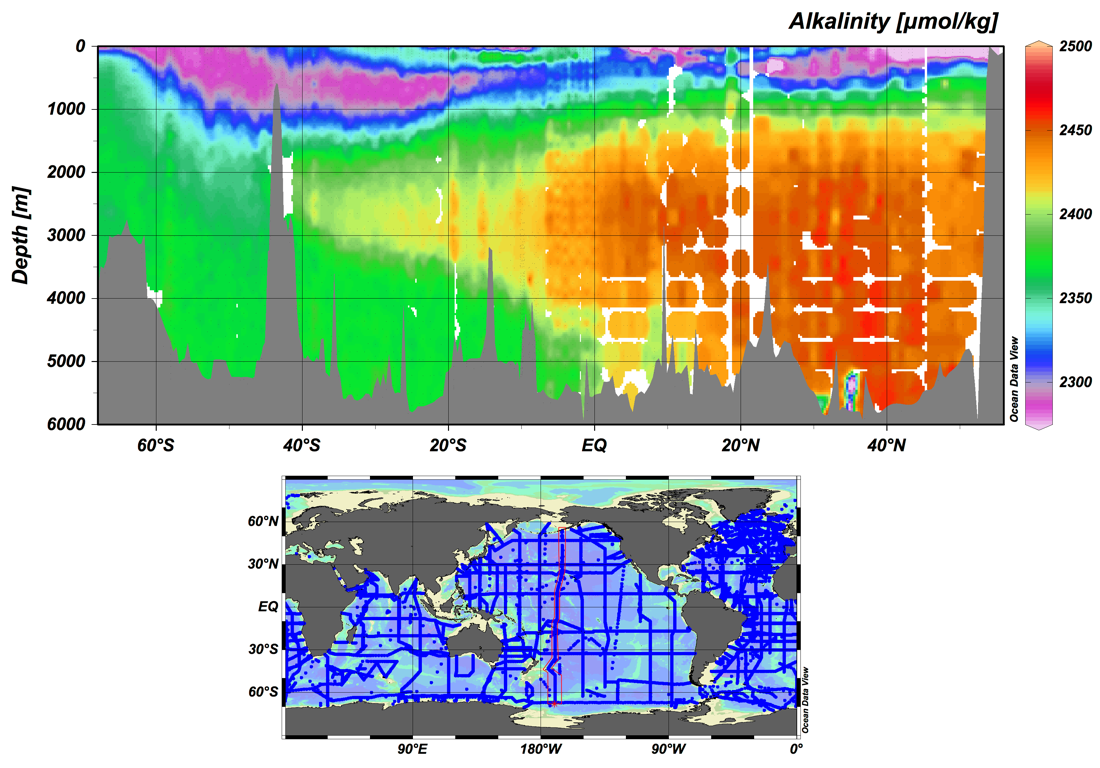 Alkalinity [µmol/kg]
0
1000
2000
3000
4000
5000
6000
Depth [m]
60°S
40°S
20°S
EQ
20°N
40°N
2500
2450
2400
2350
2300
Ocean Data View
60°N
30°N
EQ
30°S
60°S
90°E
180°W
90°W
0°
Ocean Data View